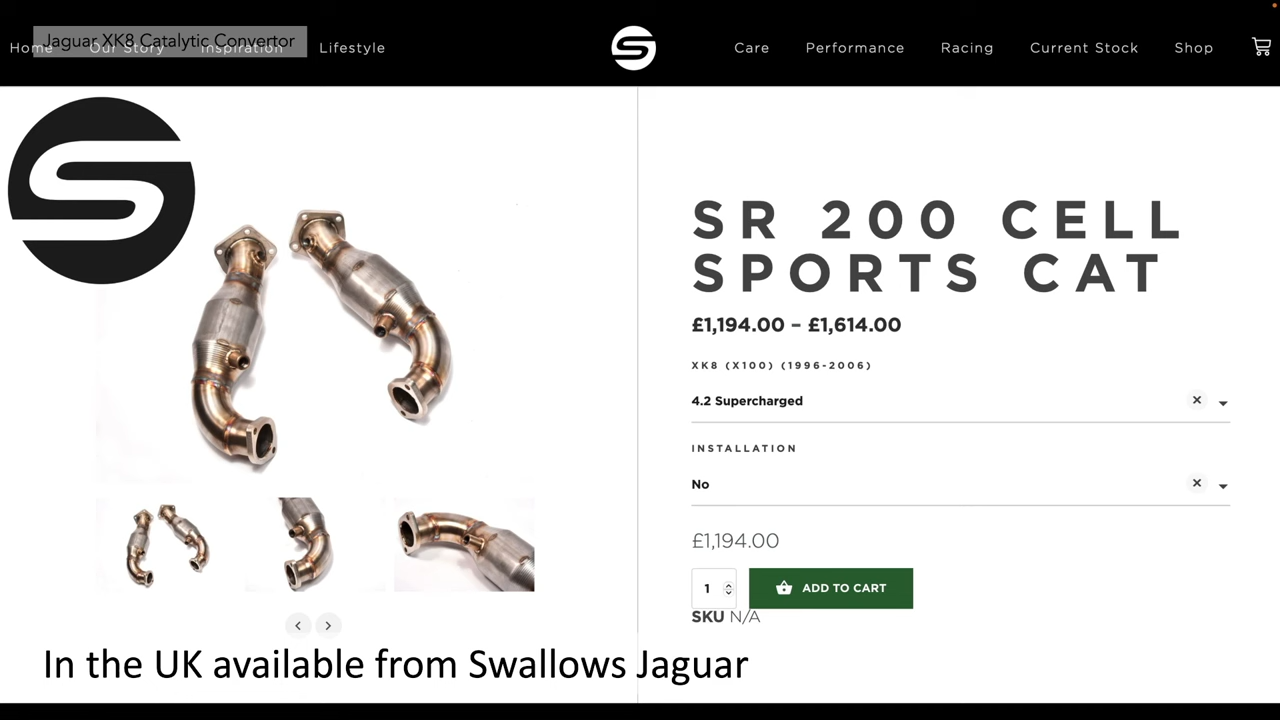 Jaguar XK8 Catalytic Convertor
Home Our Story Inspiration Lifestyle Care Performance Racing Current Stock Shop
SR 200 CELL
SPORTS CAT
£1,194.00 – £1,614.00
XK8 (X100) (1996-2006)
4.2 Supercharged
INSTALLATION
No
£1,194.00
1 ADD TO CART
SKU N/A
In the UK available from Swallows Jaguar